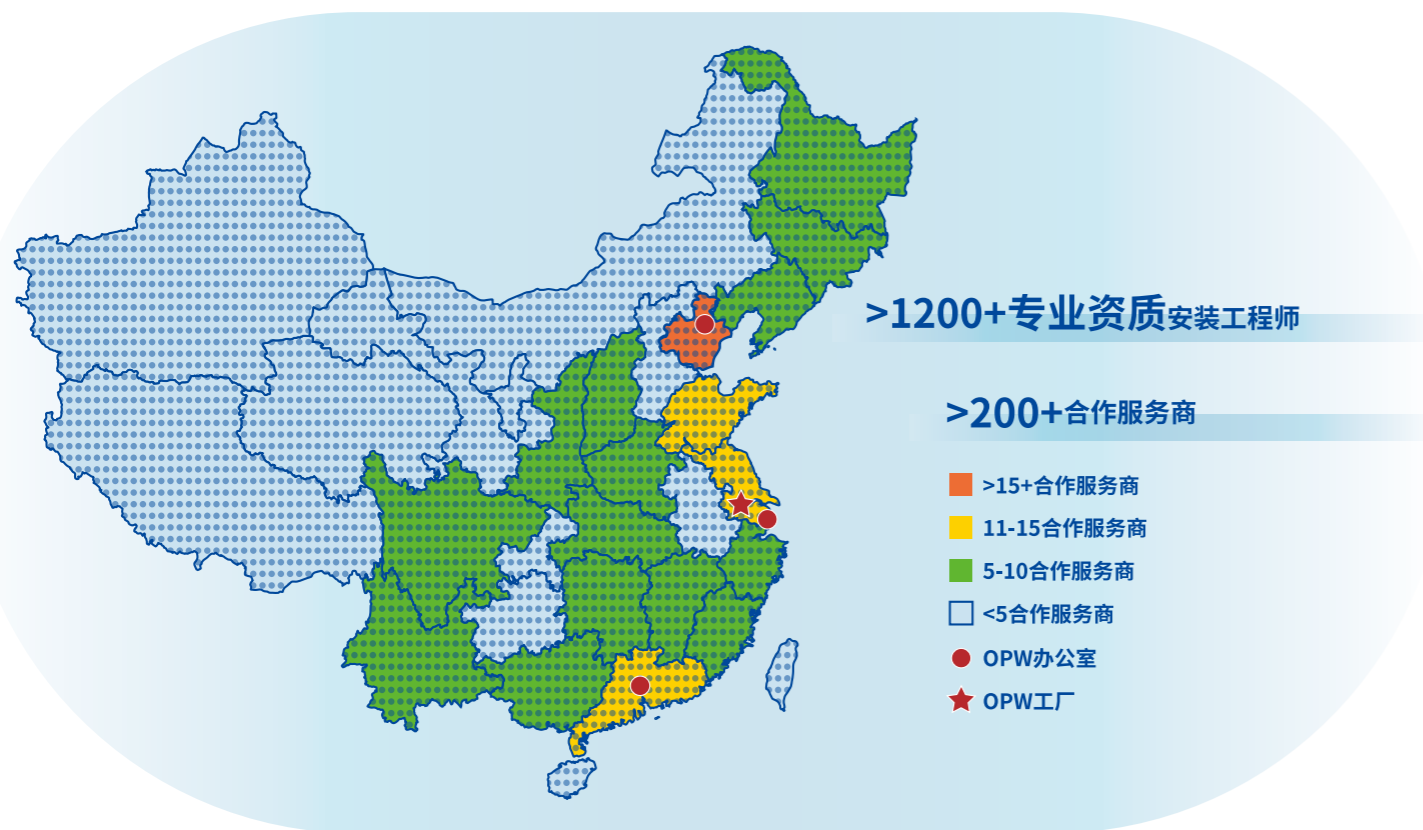 >1200+专业资质安装工程师
>200+合作服务商
>15+合作服务商
11-15合作服务商
5-10合作服务商
<5合作服务商
OPW办公室
OPW工厂